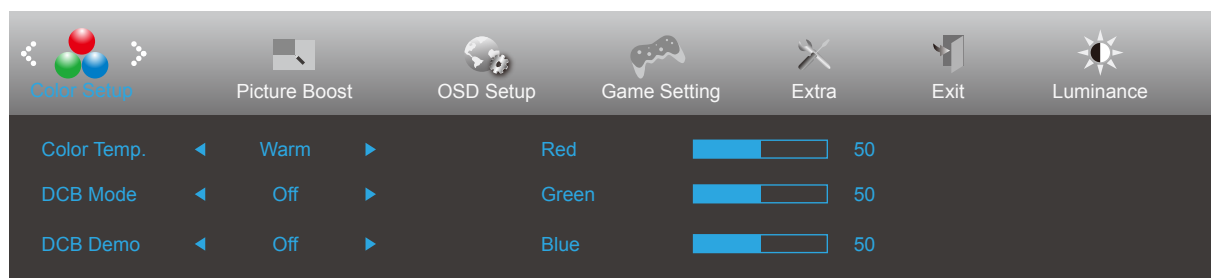 Color Setup Picture Boost OSD Setup Game Setting Extra Exit Luminance
Color Temp. Warm Red 50
DCB Mode Off Green 50
DCB Demo Off Blue 50